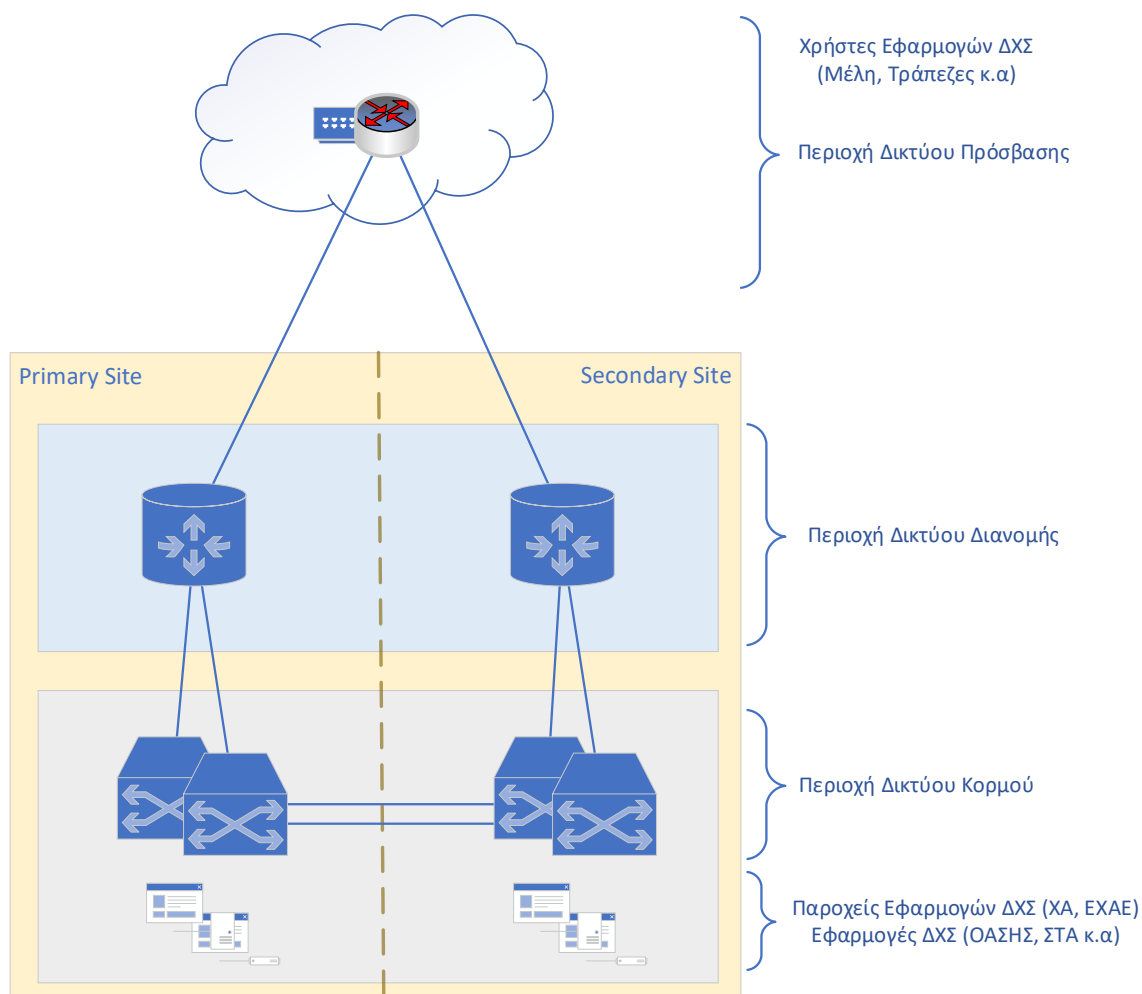 Χρήστες Εφαρμογών ΔΧΣ
(Μέλη, Τράπεζες κ.α)
Περιοχή Δικτύου Πρόσβασης
Primary Site
Secondary Site
Περιοχή Δικτύου Διανομής
Περιοχή Δικτύου Κορμού
Παροχείς Εφαρμογών ΔΧΣ (ΧΑ, ΕΧΑΕ)
Εφαρμογές ΔΧΣ (ΟΑΣΗΣ, ΣΤΑ κ.α)